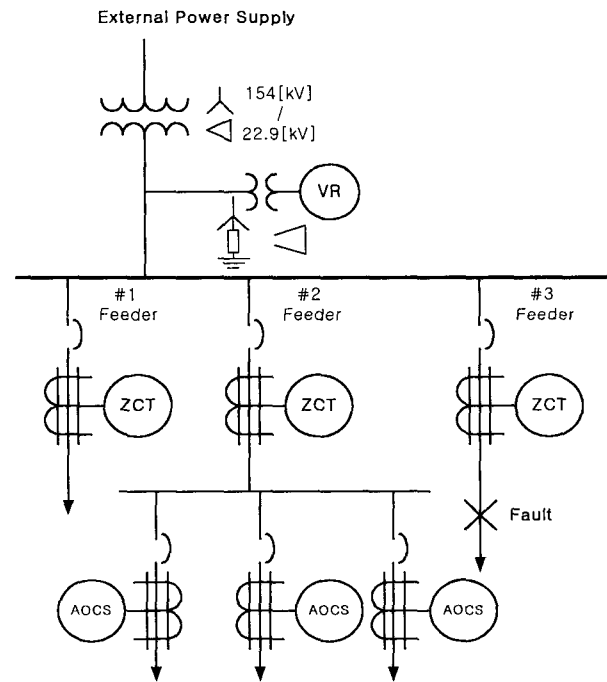 External Power Supply
154[kV]
/
22.9[kV]
VR
#1
Feeder
#2
Feeder
#3
Feeder
ZCT
ZCT
ZCT
Fault
AOCS
AOCS
AOCS